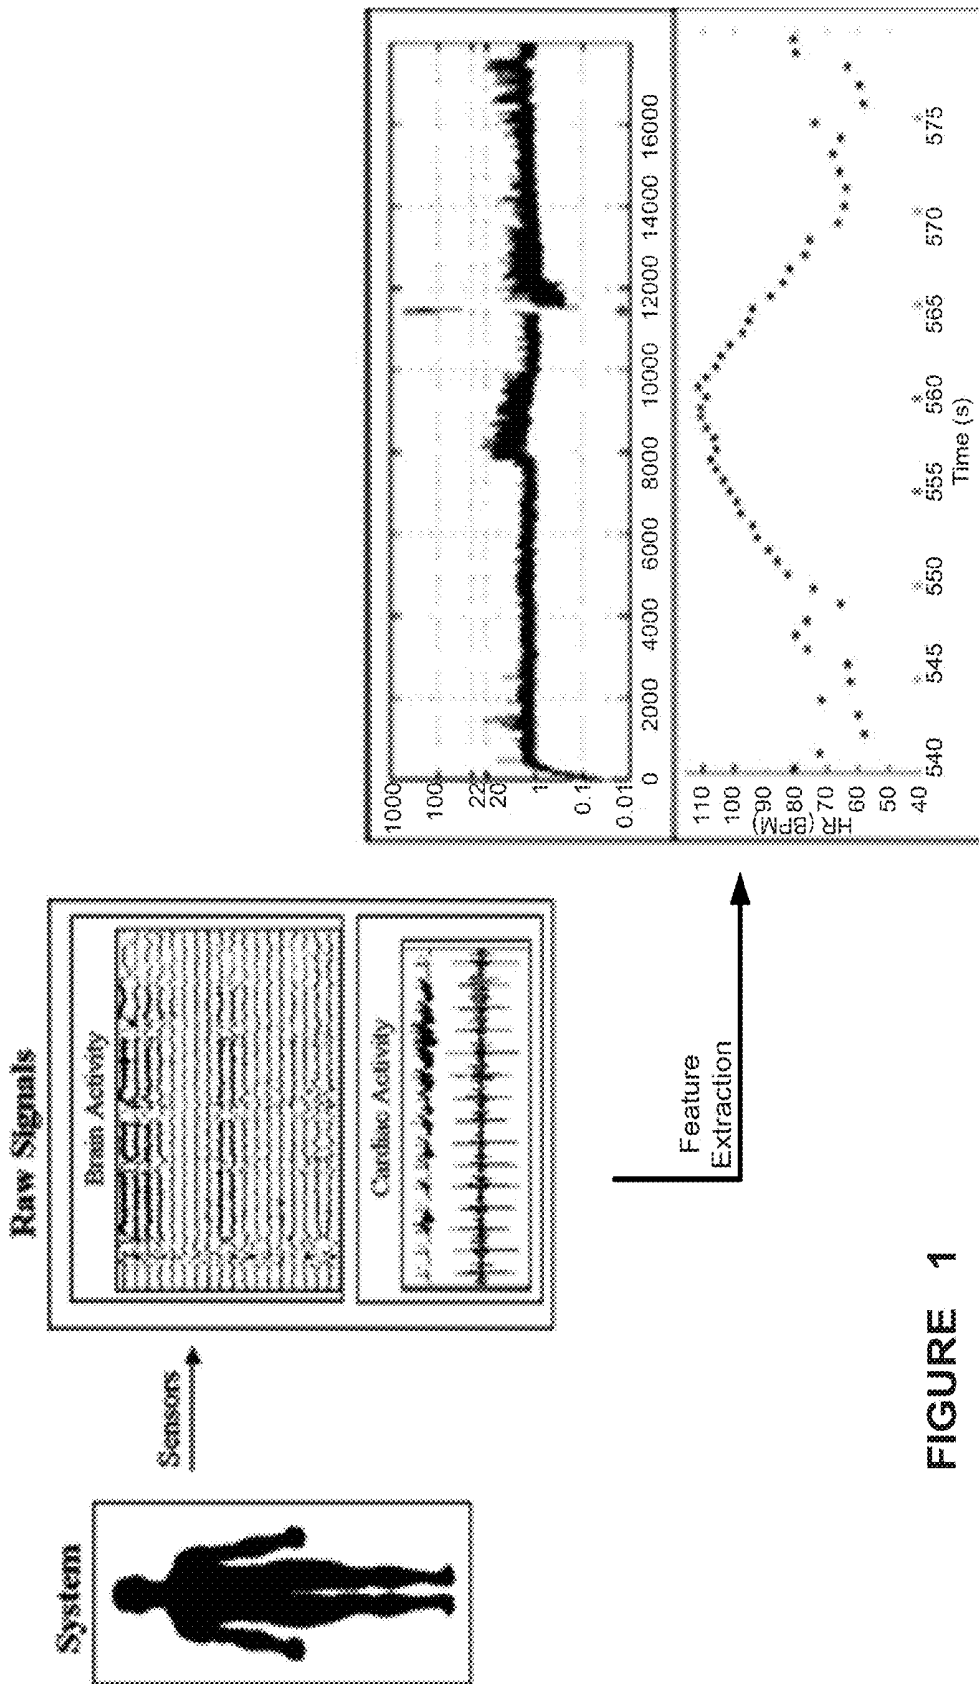 System
Sensors
Raw Signals
Brain Activity
Cardiac Activity
Feature
Extraction
1000
100
22
20
1
0.1
0.01
0 2000 4000 6000 8000 10000 12000 14000 16000
110
100
90
80
70
60
50
40
HR (BPM)
540 545 550 555 560 565 570 575
Time (s)
FIGURE 1